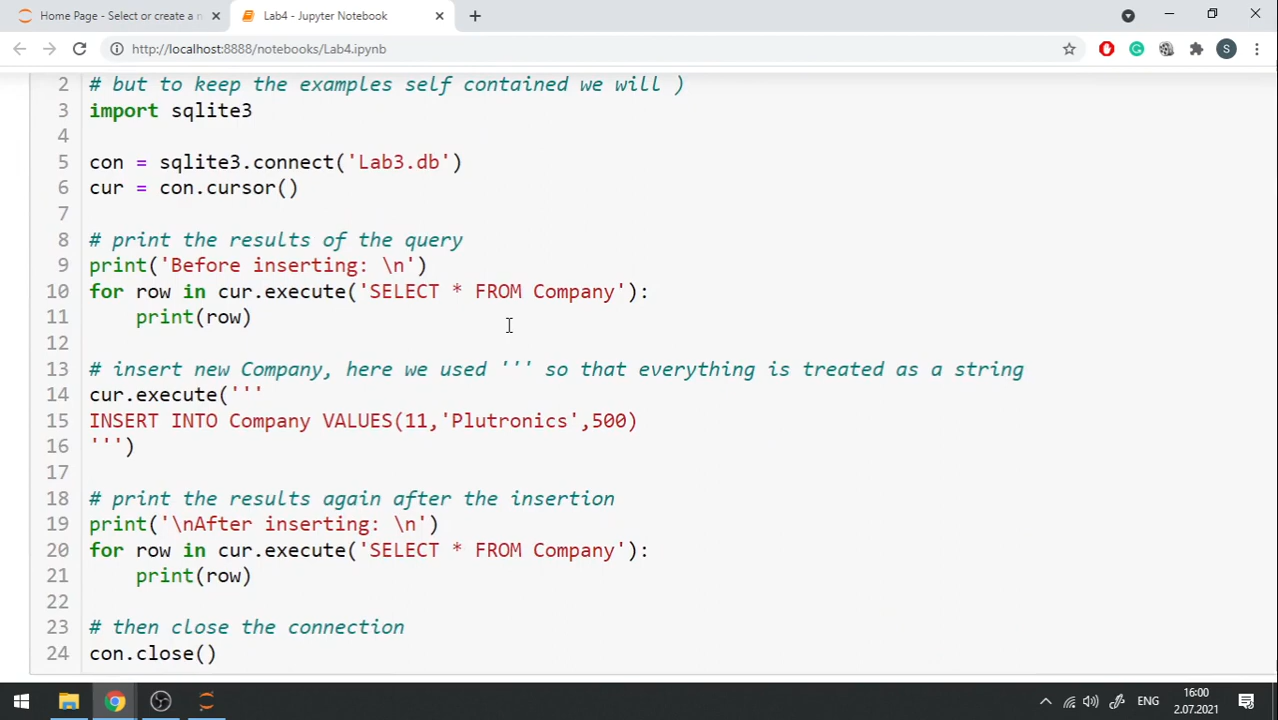 Home Page - Select or create a n
Lab4 - Jupyter Notebook
http://localhost:8888/notebooks/Lab4.ipynb
S
2 # but to keep the examples self contained we will )
3 import sqlite3
4
5 con = sqlite3.connect('Lab3.db')
6 cur = con.cursor()
7
8 # print the results of the query
9 print('Before inserting: \n')
10 for row in cur.execute('SELECT * FROM Company'):
11     print(row)
12
13 # insert new Company, here we used ''' so that everything is treated as a string
14 cur.execute('''
15 INSERT INTO Company VALUES(11,'Plutronics',500)
16 ''')
17
18 # print the results again after the insertion
19 print('\nAfter inserting: \n')
20 for row in cur.execute('SELECT * FROM Company'):
21     print(row)
22
23 # then close the connection
24 con.close()
ENG
16:00
2.07.2021